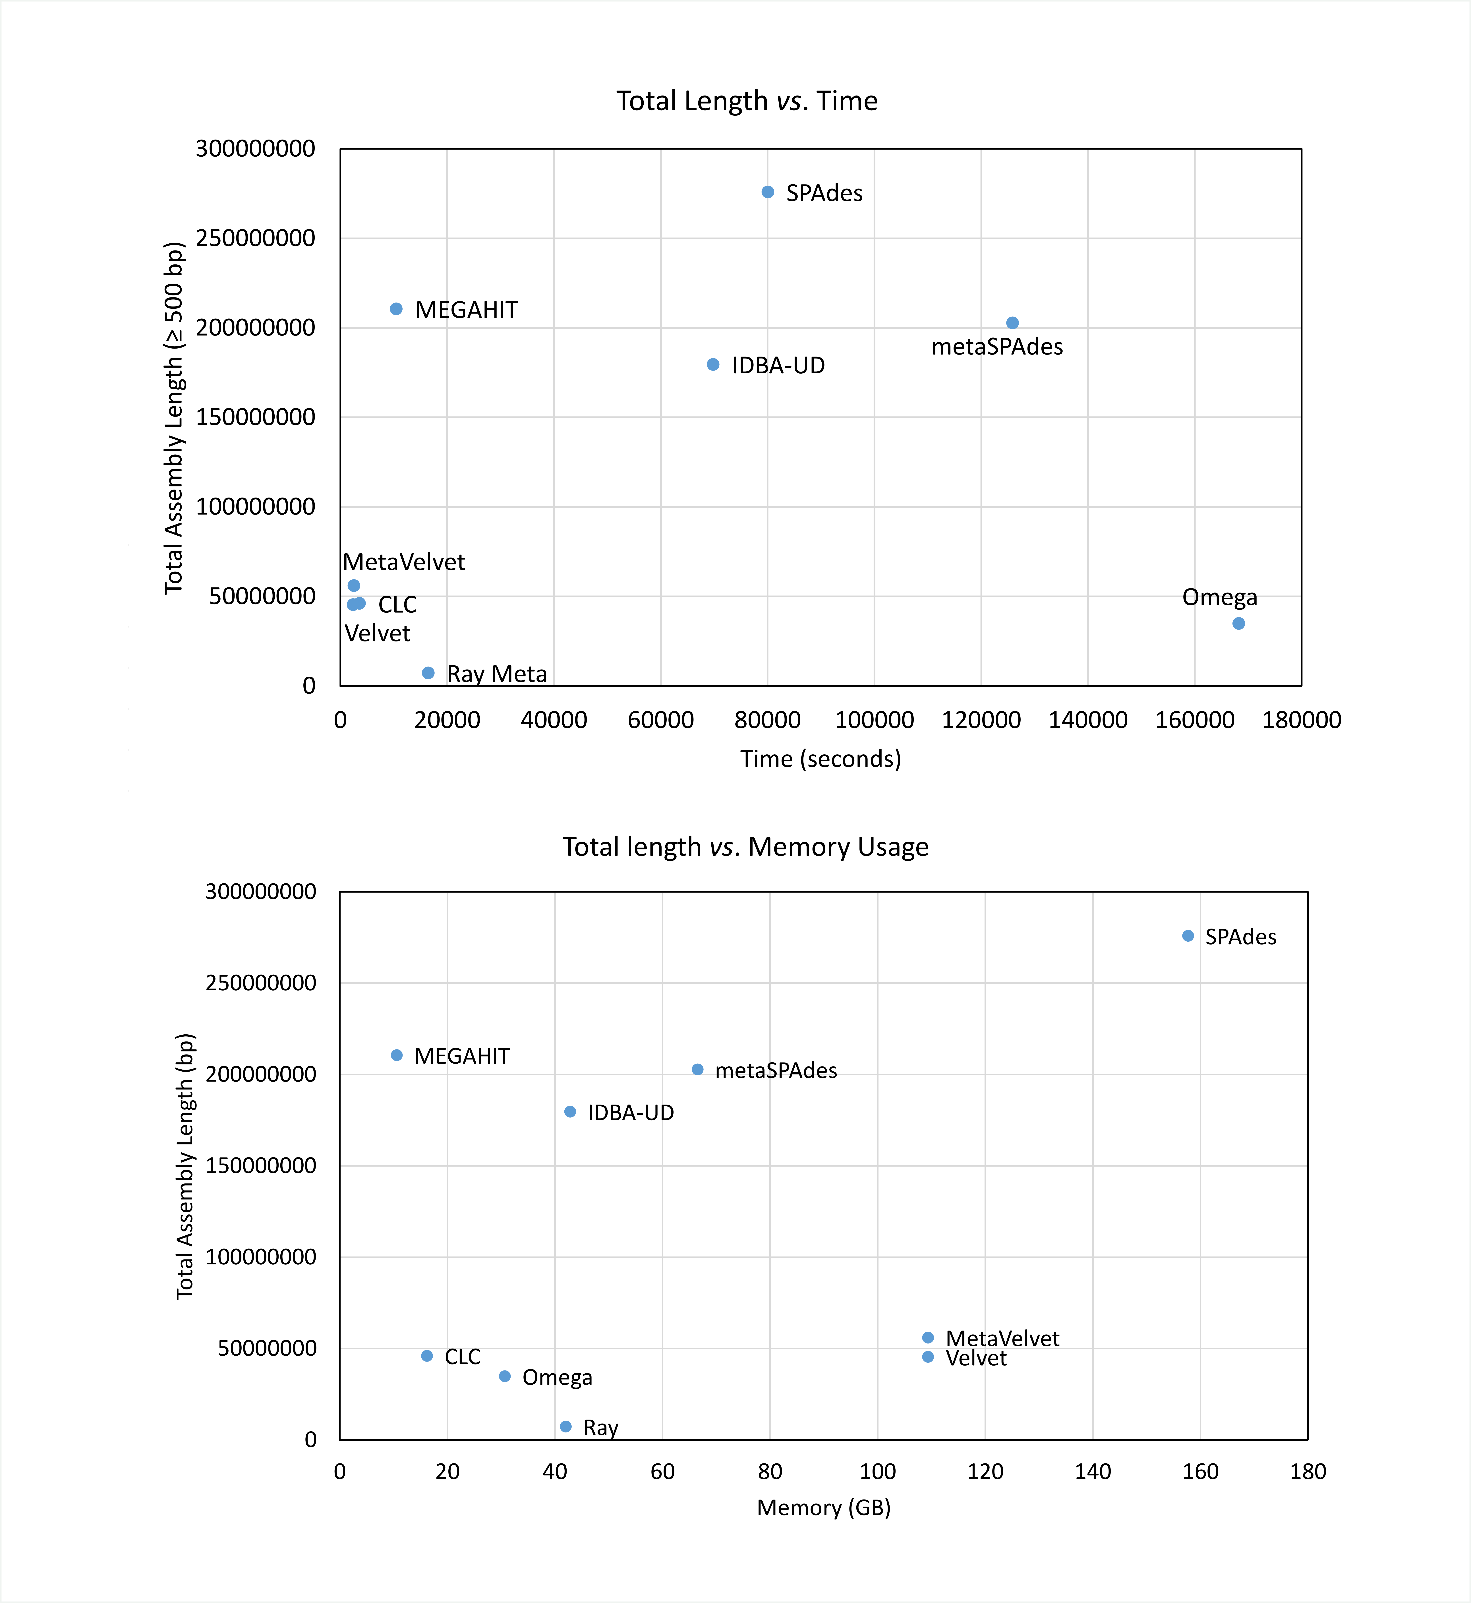 Total Length vs. Time
Total Assembly Length (≥ 500 bp)
300000000
250000000
200000000
150000000
100000000
50000000
0
SPAdes
MEGAHIT
metaSPAdes
IDBA-UD
MetaVelvet
CLC
Velvet
Omega
Ray Meta
0 20000 40000 60000 80000 100000 120000 140000 160000 180000
Time (seconds)
Total length vs. Memory Usage
Total Assembly Length (bp)
300000000
250000000
200000000
150000000
100000000
50000000
0
SPAdes
MEGAHIT
metaSPAdes
IDBA-UD
MetaVelvet
Velvet
CLC
Omega
Ray
0 20 40 60 80 100 120 140 160 180
Memory (GB)